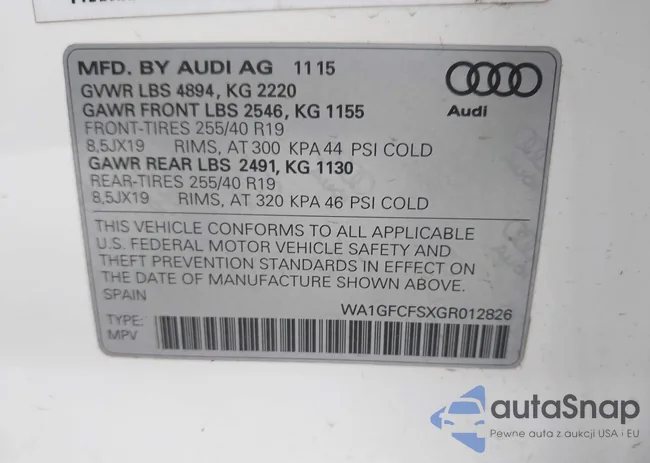 MFD. BY AUDI AG 11 15
GVWR LBS 4894, KG 2220
GAWR FRONT LBS 2546, KG 1155
FRONT-TIRES 255/40 R19
8,5JX19 RIMS, AT 300 KPA 44 PSI COLD
GAWR REAR LBS 2491, KG 1130
REAR-TIRES 255/40 R19
8,5JX19 RIMS, AT 320 KPA 46 PSI COLD
Audi
THIS VEHICLE CONFORMS TO ALL APPLICABLE
U.S. FEDERAL MOTOR VEHICLE SAFETY AND
THEFT PREVENTION STANDARDS IN EFFECT ON
THE DATE OF MANUFACTURE SHOWN ABOVE.
SPAIN
WA1GFCFSXGR012826
TYPE:
MPV
autaSnap
Pewne auta z aukcji USA i EU